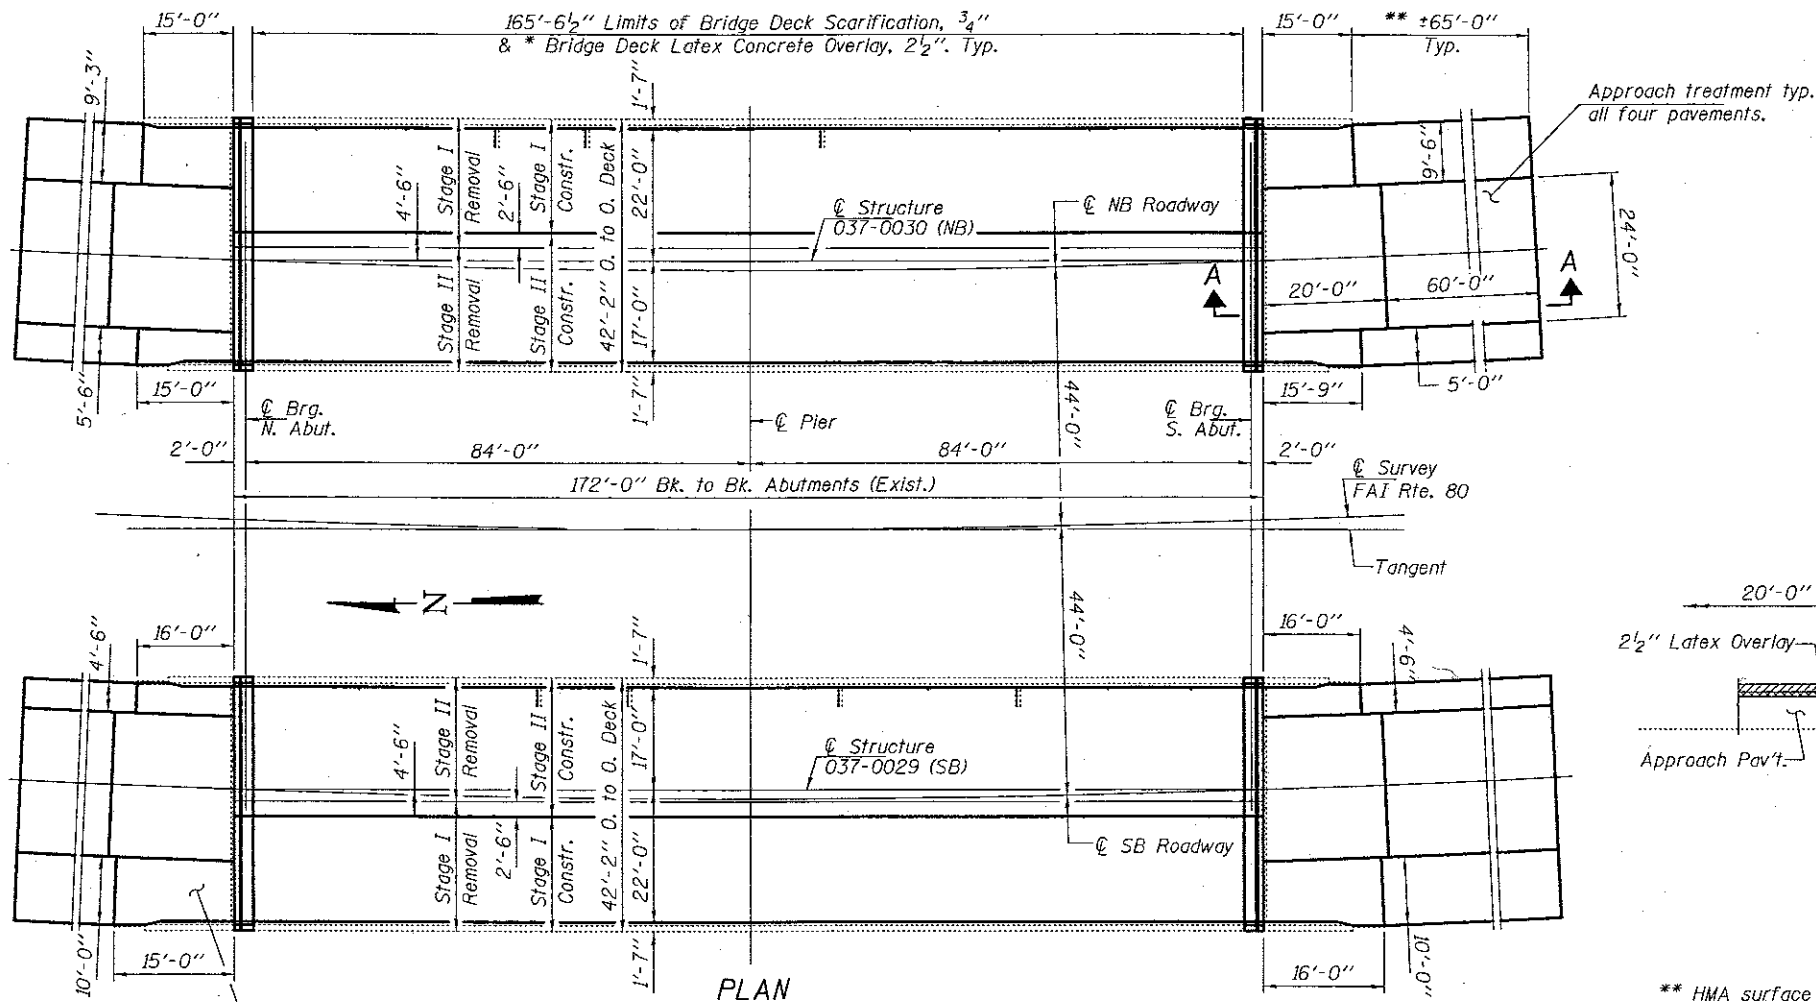 15'-0"
165'-6½" Limits of Bridge Deck Scarification, ¾"
& * Bridge Deck Latex Concrete Overlay, 2½". Typ.
15'-0"
** ±65'-0"
Typ.
9'-3"
1'-7"
Approach treatment typ.
all four pavements.
4'-6"
Stage I
Removal
2'-6"
Stage I
Constr.
42'-2" O. to O. Deck
22'-0"
℄ Structure
037-0030 (NB)
℄ NB Roadway
9'-9"
24'-0"
A
A
20'-0"
60'-0"
Stage II
Removal
Stage II
Constr.
17'-0"
5'-6"
15'-0"
1'-7"
15'-9"
5'-0"
℄ Brg.
N. Abut.
℄ Pier
44'-0"
℄ Brg.
S. Abut.
2'-0"
84'-0"
84'-0"
2'-0"
172'-0" Bk. to Bk. Abutments (Exist.)
℄ Survey
FAI Rte. 80
Tangent
N
44'-0"
4'-6"
16'-0"
1'-7"
16'-0"
4'-6"
20'-0"
2½" Latex Overlay
Approach Pav't.
4'-6"
Stage II
Removal
Stage II
Constr.
42'-2" O. to O. Deck
17'-0"
℄ Structure
037-0029 (SB)
Stage I
Removal
2'-6"
Stage I
Constr.
22'-0"
℄ SB Roadway
10'-0"
15'-0"
1'-7"
16'-0"
10'-0"
PLAN
** HMA surface